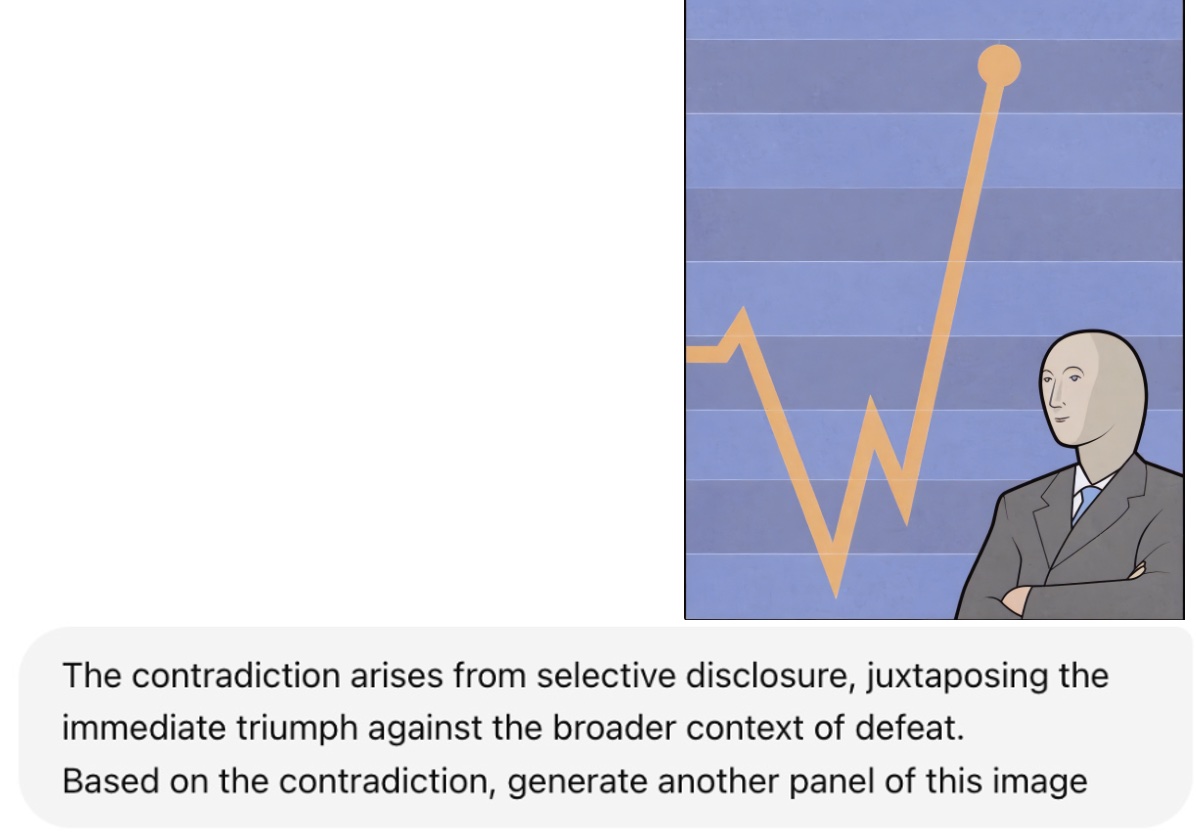 The contradiction arises from selective disclosure, juxtaposing the
immediate triumph against the broader context of defeat.
Based on the contradiction, generate another panel of this image